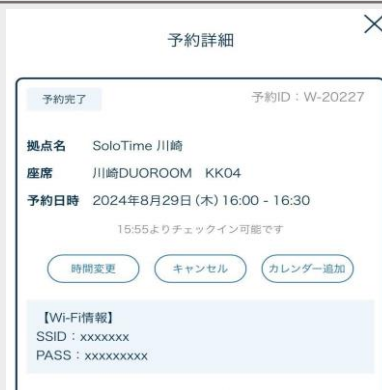 予約詳細
予約完了 予約ID：W-20227
拠点名 SoloTime 川崎
座席 川崎DUOROOM KK04
予約日時 2024年8月29日 (木) 16:00 - 16:30
15:55よりチェックイン可能です
時間変更 キャンセル カレンダー追加
【Wi-Fi情報】
SSID：xxxxxxx
PASS：xxxxxxxxx